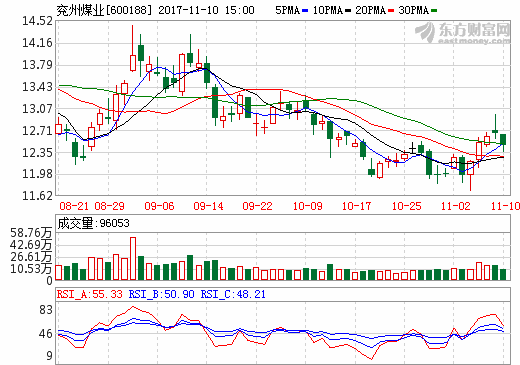 兖州煤业[600188] 2017-11-10 15:00 5PMA 10PMA 20PMA 30PMA
东方财富网
eastmoney.com
14.52
14.16
13.79
13.43
13.07
12.71
12.35
11.98
11.62
08-21 08-29 09-06 09-14 09-22 10-09 10-17 10-25 11-02 11-10
成交量:96053
58.76万
42.69万
26.61万
10.53万
0
RSI_A:55.33 RSI_B:50.90 RSI_C:48.21
83
46
9